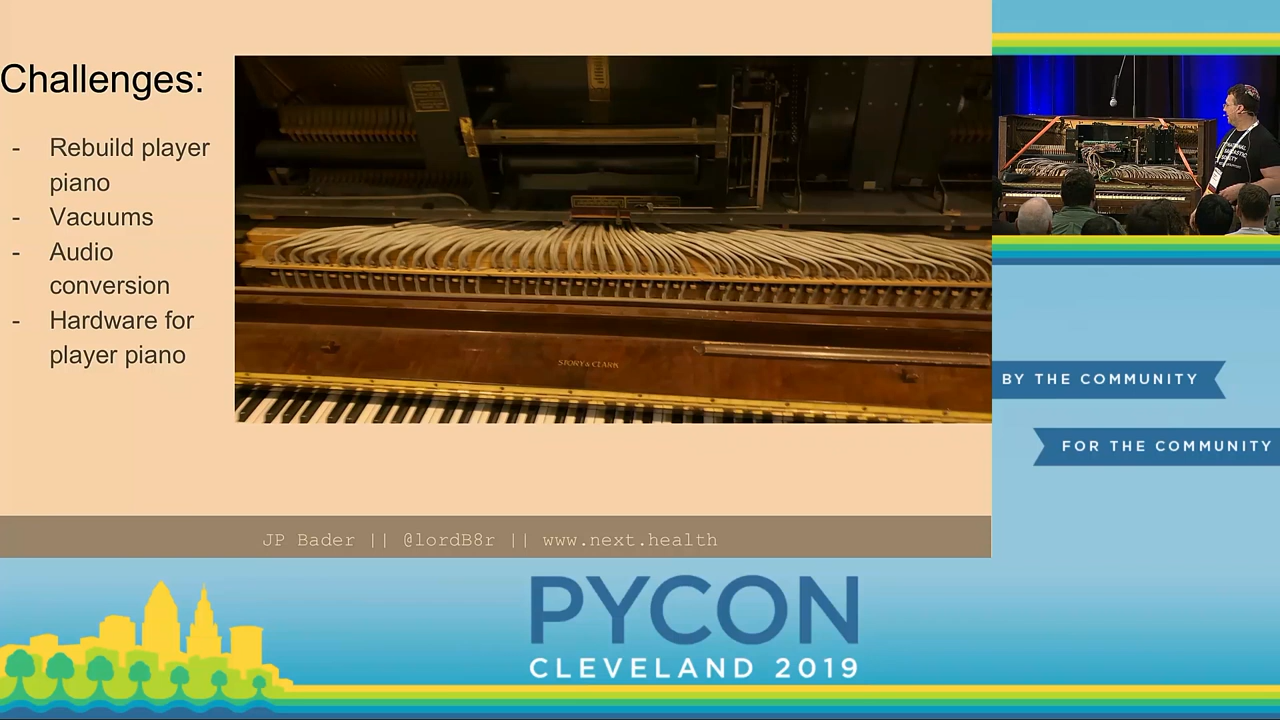 Challenges:
- Rebuild player
piano
- Vacuums
- Audio
conversion
- Hardware for
player piano
STORY & CLARK
JP Bader || @lordB8r || www.next.health
BY THE COMMUNITY
FOR THE COMMUNITY
PYCON
CLEVELAND 2019